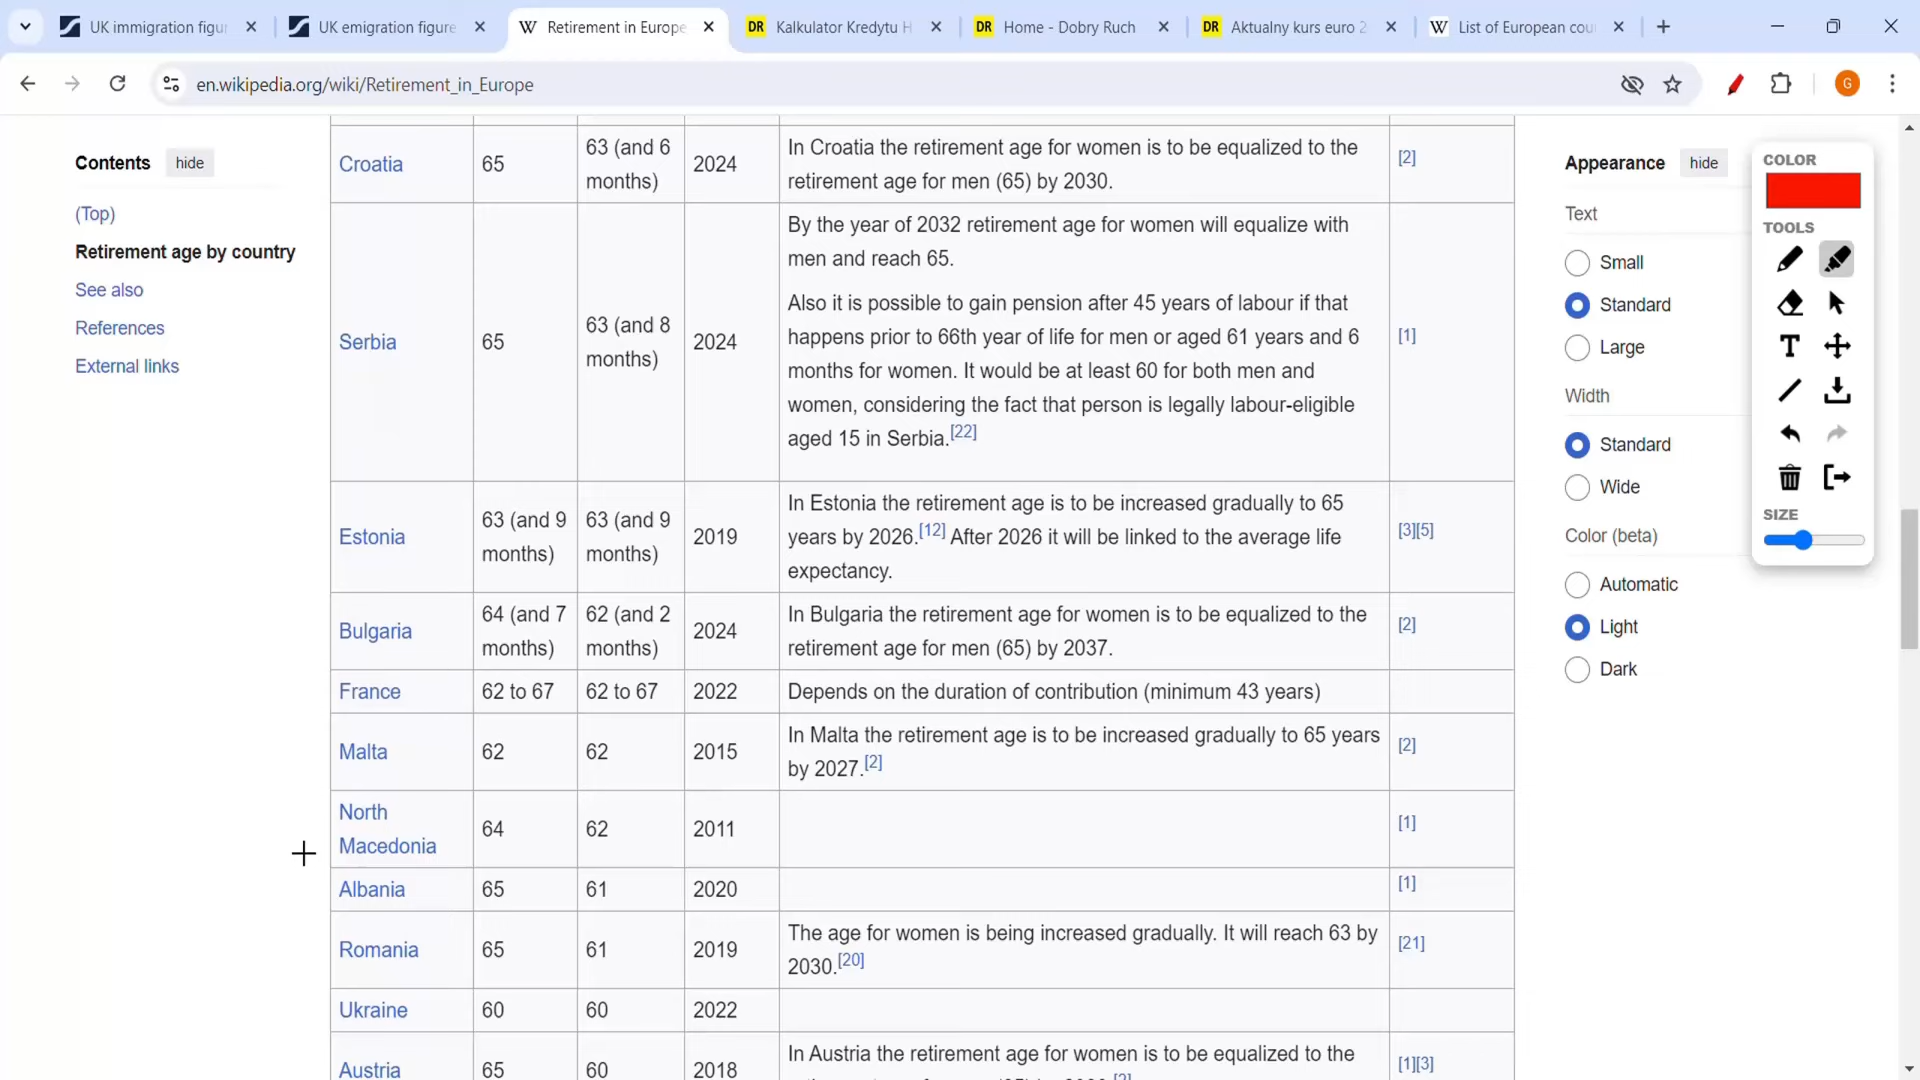 UK immigration figu
UK emigration figure
Retirement in Europe
DR Kalkulator Kredytu H
DR Home - Dobry Ruch
DR Aktualny kurs euro 2
List of European cou
en.wikipedia.org/wiki/Retirement_in_Europe
G
Contents hide
(Top)
Retirement age by country
See also
References
External links
Croatia 65 63 (and 6 months) 2024 In Croatia the retirement age for women is to be equalized to the
retirement age for men (65) by 2030. [2]
Serbia 65 63 (and 8 months) 2024 By the year of 2032 retirement age for women will equalize with
men and reach 65.
Also it is possible to gain pension after 45 years of labour if that
happens prior to 66th year of life for men or aged 61 years and 6
months for women. It would be at least 60 for both men and
women, considering the fact that person is legally labour-eligible
aged 15 in Serbia.[22] [1]
Estonia 63 (and 9 months) 63 (and 9 months) 2019 In Estonia the retirement age is to be increased gradually to 65
years by 2026.[12] After 2026 it will be linked to the average life
expectancy. [3][5]
Bulgaria 64 (and 7 months) 62 (and 2 months) 2024 In Bulgaria the retirement age for women is to be equalized to the
retirement age for men (65) by 2037. [2]
France 62 to 67 62 to 67 2022 Depends on the duration of contribution (minimum 43 years)
Malta 62 62 2015 In Malta the retirement age is to be increased gradually to 65 years
by 2027.[2] [2]
North Macedonia 64 62 2011 [1]
Albania 65 61 2020 [1]
Romania 65 61 2019 The age for women is being increased gradually. It will reach 63 by
2030.[20] [21]
Ukraine 60 60 2022
Austria 65 60 2018 In Austria the retirement age for women is to be equalized to the
[1][3]
Appearance hide
Text
Small
Standard
Large
Width
Standard
Wide
Color (beta)
Automatic
Light
Dark
COLOR
TOOLS
T
SIZE